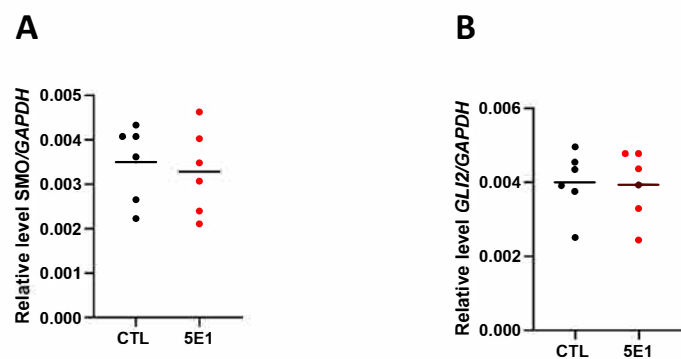 A
B
Relative level SMO/GAPDH
0.005
0.004
0.003
0.002
0.001
0.000
CTL
5E1
Relative level GLI2/GAPDH
0.006
0.004
0.002
0.000
CTL
5E1